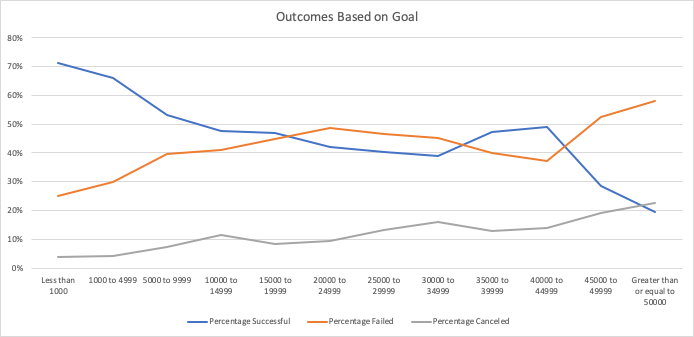 Outcomes Based on Goal
80%
70%
60%
50%
40%
30%
20%
10%
0%
Less than
1000
1000 to 4999
5000 to 9999
10000 to
14999
15000 to
19999
20000 to
24999
25000 to
29999
30000 to
34999
35000 to
39999
40000 to
44999
45000 to
49999
Greater than
or equal to
50000
Percentage Successful
Percentage Failed
Percentage Canceled